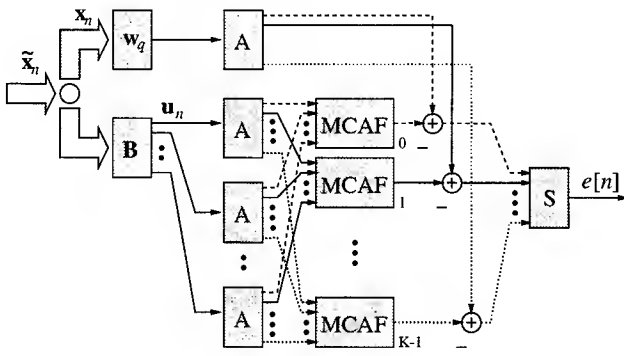 x_n
w_q
A
x̃_n
u_n
B
A
MCAF
0
−
+
A
MCAF
1
−
+
S
e[n]
A
MCAF
K-1
−
+